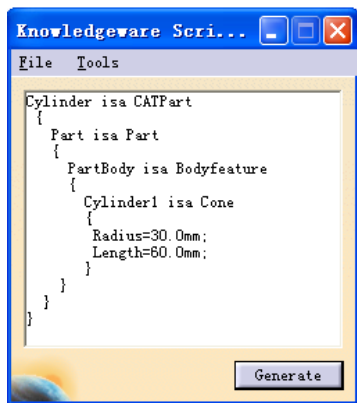 Knowledgeware Scri...
File Tools
Cylinder isa CATPart
{
Part isa Part
{
PartBody isa Bodyfeature
{
Cylinder1 isa Cone
{
Radius=30.0mm;
Length=60.0mm;
}
}
}
}
Generate